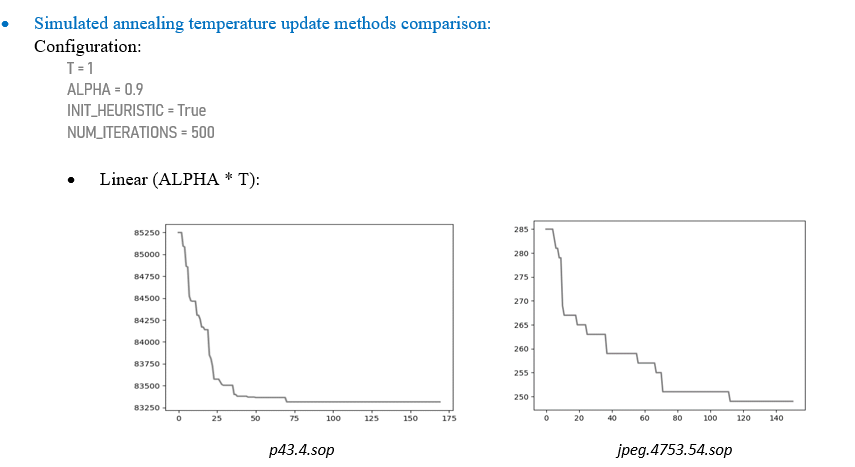 • Simulated annealing temperature update methods comparison:
Configuration:
T = 1
ALPHA = 0.9
INIT_HEURISTIC = True
NUM_ITERATIONS = 500
• Linear (ALPHA * T):
85250
85000
84750
84500
84250
84000
83750
83500
83250
0 25 50 75 100 125 150 175
p43.4.sop
285
280
275
270
265
260
255
250
0 20 40 60 80 100 120 140
jpeg.4753.54.sop